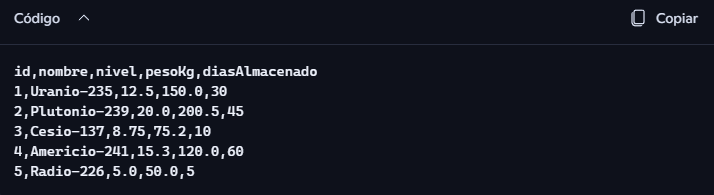 Código
Copiar
id,nombre,nivel,pesoKg,diasAlmacenado
1,Uranio-235,12.5,150.0,30
2,Plutonio-239,20.0,200.5,45
3,Cesio-137,8.75,75.2,10
4,Americio-241,15.3,120.0,60
5,Radio-226,5.0,50.0,5